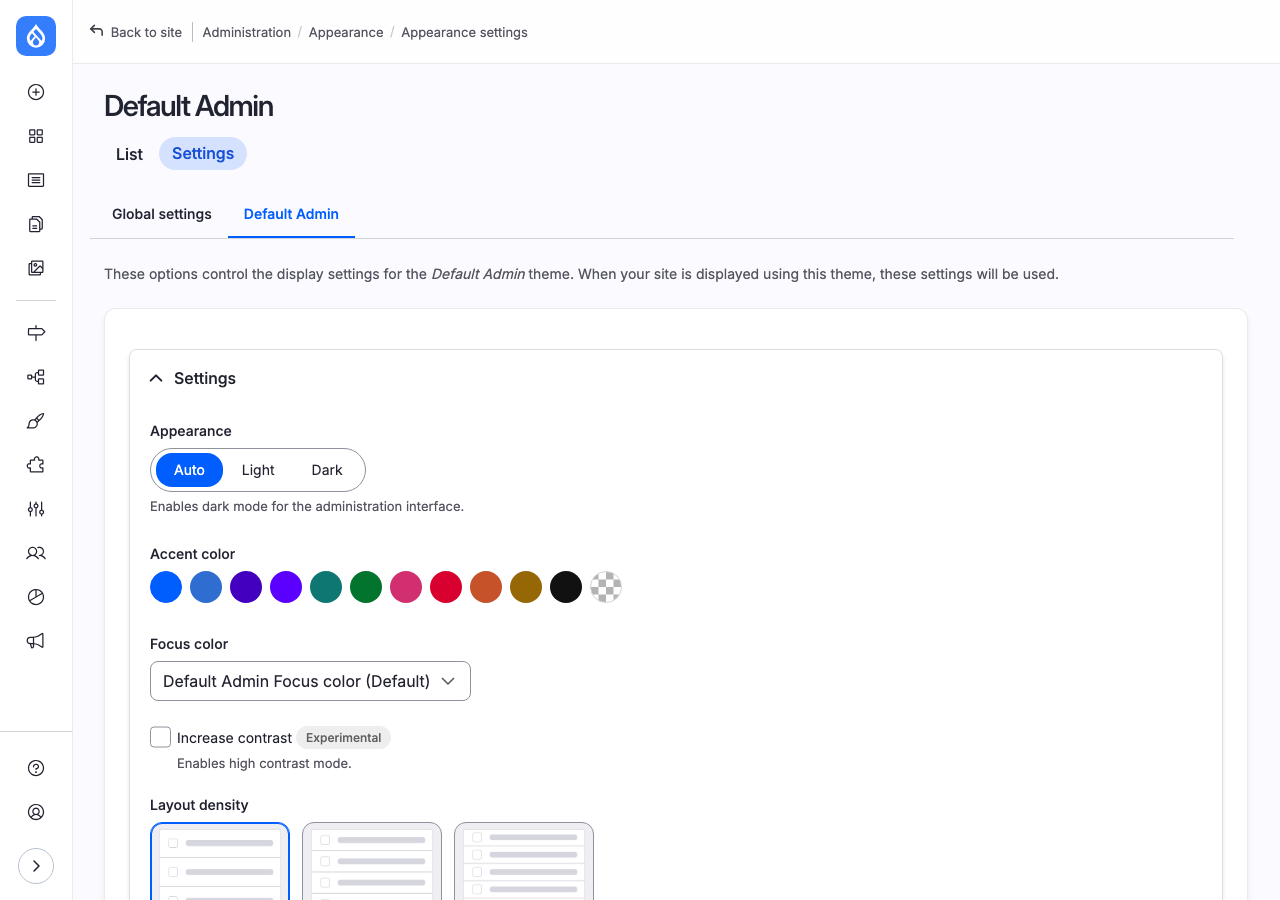 Back to site
Administration / Appearance / Appearance settings
Default Admin
List
Settings
Global settings
Default Admin
These options control the display settings for the Default Admin theme. When your site is displayed using this theme, these settings will be used.
Settings
Appearance
Auto
Light
Dark
Enables dark mode for the administration interface.
Accent color
Focus color
Default Admin Focus color (Default)
Increase contrast
Experimental
Enables high contrast mode.
Layout density